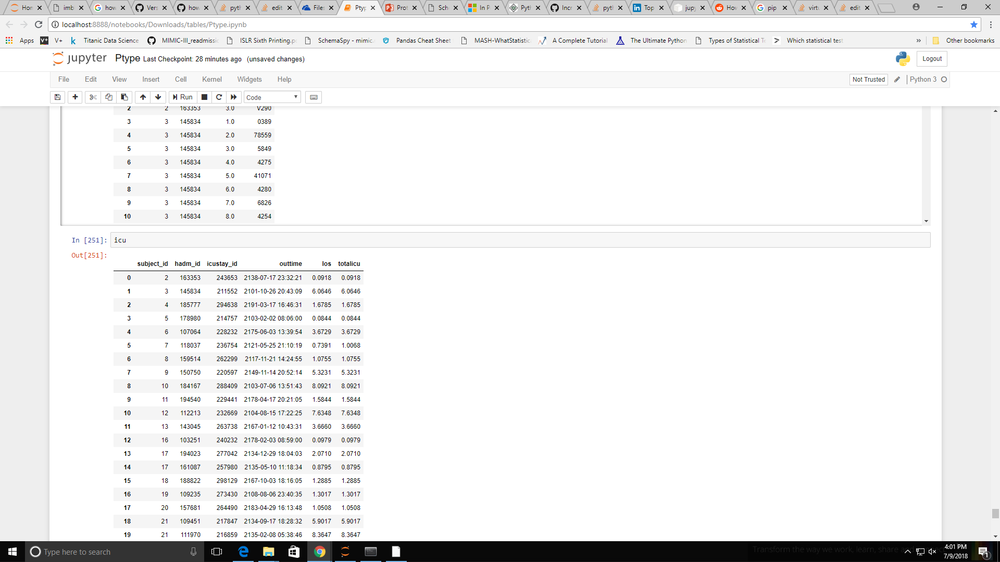 Hon imb how Vers how pyth edit Files Ptyp Prot Sch In P Pyth Incr pyth Top jupy How pip virtu edit
localhost:8888/notebooks/Downloads/tables/Ptype.ipynb
Apps V+ V+ k Titanic Data Science MIMIC-III_readmissio ISLR Sixth Printing.p SchemaSpy - mimic. Pandas Cheat Sheet MASH-WhatStatistic A Complete Tutorial The Ultimate Python Types of Statistical Te Which statistical test » Other bookmarks
jupyter Ptype Last Checkpoint: 28 minutes ago (unsaved changes) Logout
File Edit View Insert Cell Kernel Widgets Help Not Trusted Python 3
Run Code
2 2 163353 3.0 V290
3 3 145834 1.0 0389
4 3 145834 2.0 78559
5 3 145834 3.0 5849
6 3 145834 4.0 4275
7 3 145834 5.0 41071
8 3 145834 6.0 4280
9 3 145834 7.0 6826
10 3 145834 8.0 4254
In [251]: icu
Out[251]:
subject_id hadm_id icustay_id outtime los totalicu
0 2 163353 243653 2138-07-17 23:32:21 0.0918 0.0918
1 3 145834 211552 2101-10-26 20:43:09 6.0646 6.0646
2 4 185777 294638 2191-03-17 16:46:31 1.6785 1.6785
3 5 178980 214757 2103-02-02 08:06:00 0.0844 0.0844
4 6 107064 228232 2175-06-03 13:39:54 3.6729 3.6729
5 7 118037 236754 2121-05-25 21:10:19 0.7391 1.0068
6 8 159514 262299 2117-11-21 14:24:55 1.0755 1.0755
7 9 150750 220597 2149-11-14 20:52:14 5.3231 5.3231
8 10 184167 288409 2103-07-06 13:51:43 8.0921 8.0921
9 11 194540 229441 2178-04-17 20:21:05 1.5844 1.5844
10 12 112213 232669 2104-08-15 17:22:25 7.6348 7.6348
11 13 143045 263738 2167-01-12 10:43:31 3.6660 3.6660
12 16 103251 240232 2178-02-03 08:59:00 0.0979 0.0979
13 17 194023 277042 2134-12-29 18:04:03 2.0710 2.0710
14 17 161087 257980 2135-05-10 11:18:34 0.8795 0.8795
15 18 188822 298129 2167-10-03 18:16:05 1.2885 1.2885
16 19 109235 273430 2108-08-06 23:40:35 1.3017 1.3017
17 20 157681 264490 2183-04-29 16:13:48 1.0508 1.0508
18 21 109451 217847 2134-09-17 18:28:32 5.9017 5.9017
19 21 111970 216859 2135-02-08 05:38:46 8.3647 8.3647
Type here to search
Transform the way we work, learn, share and
4:01 PM
7/9/2018
1